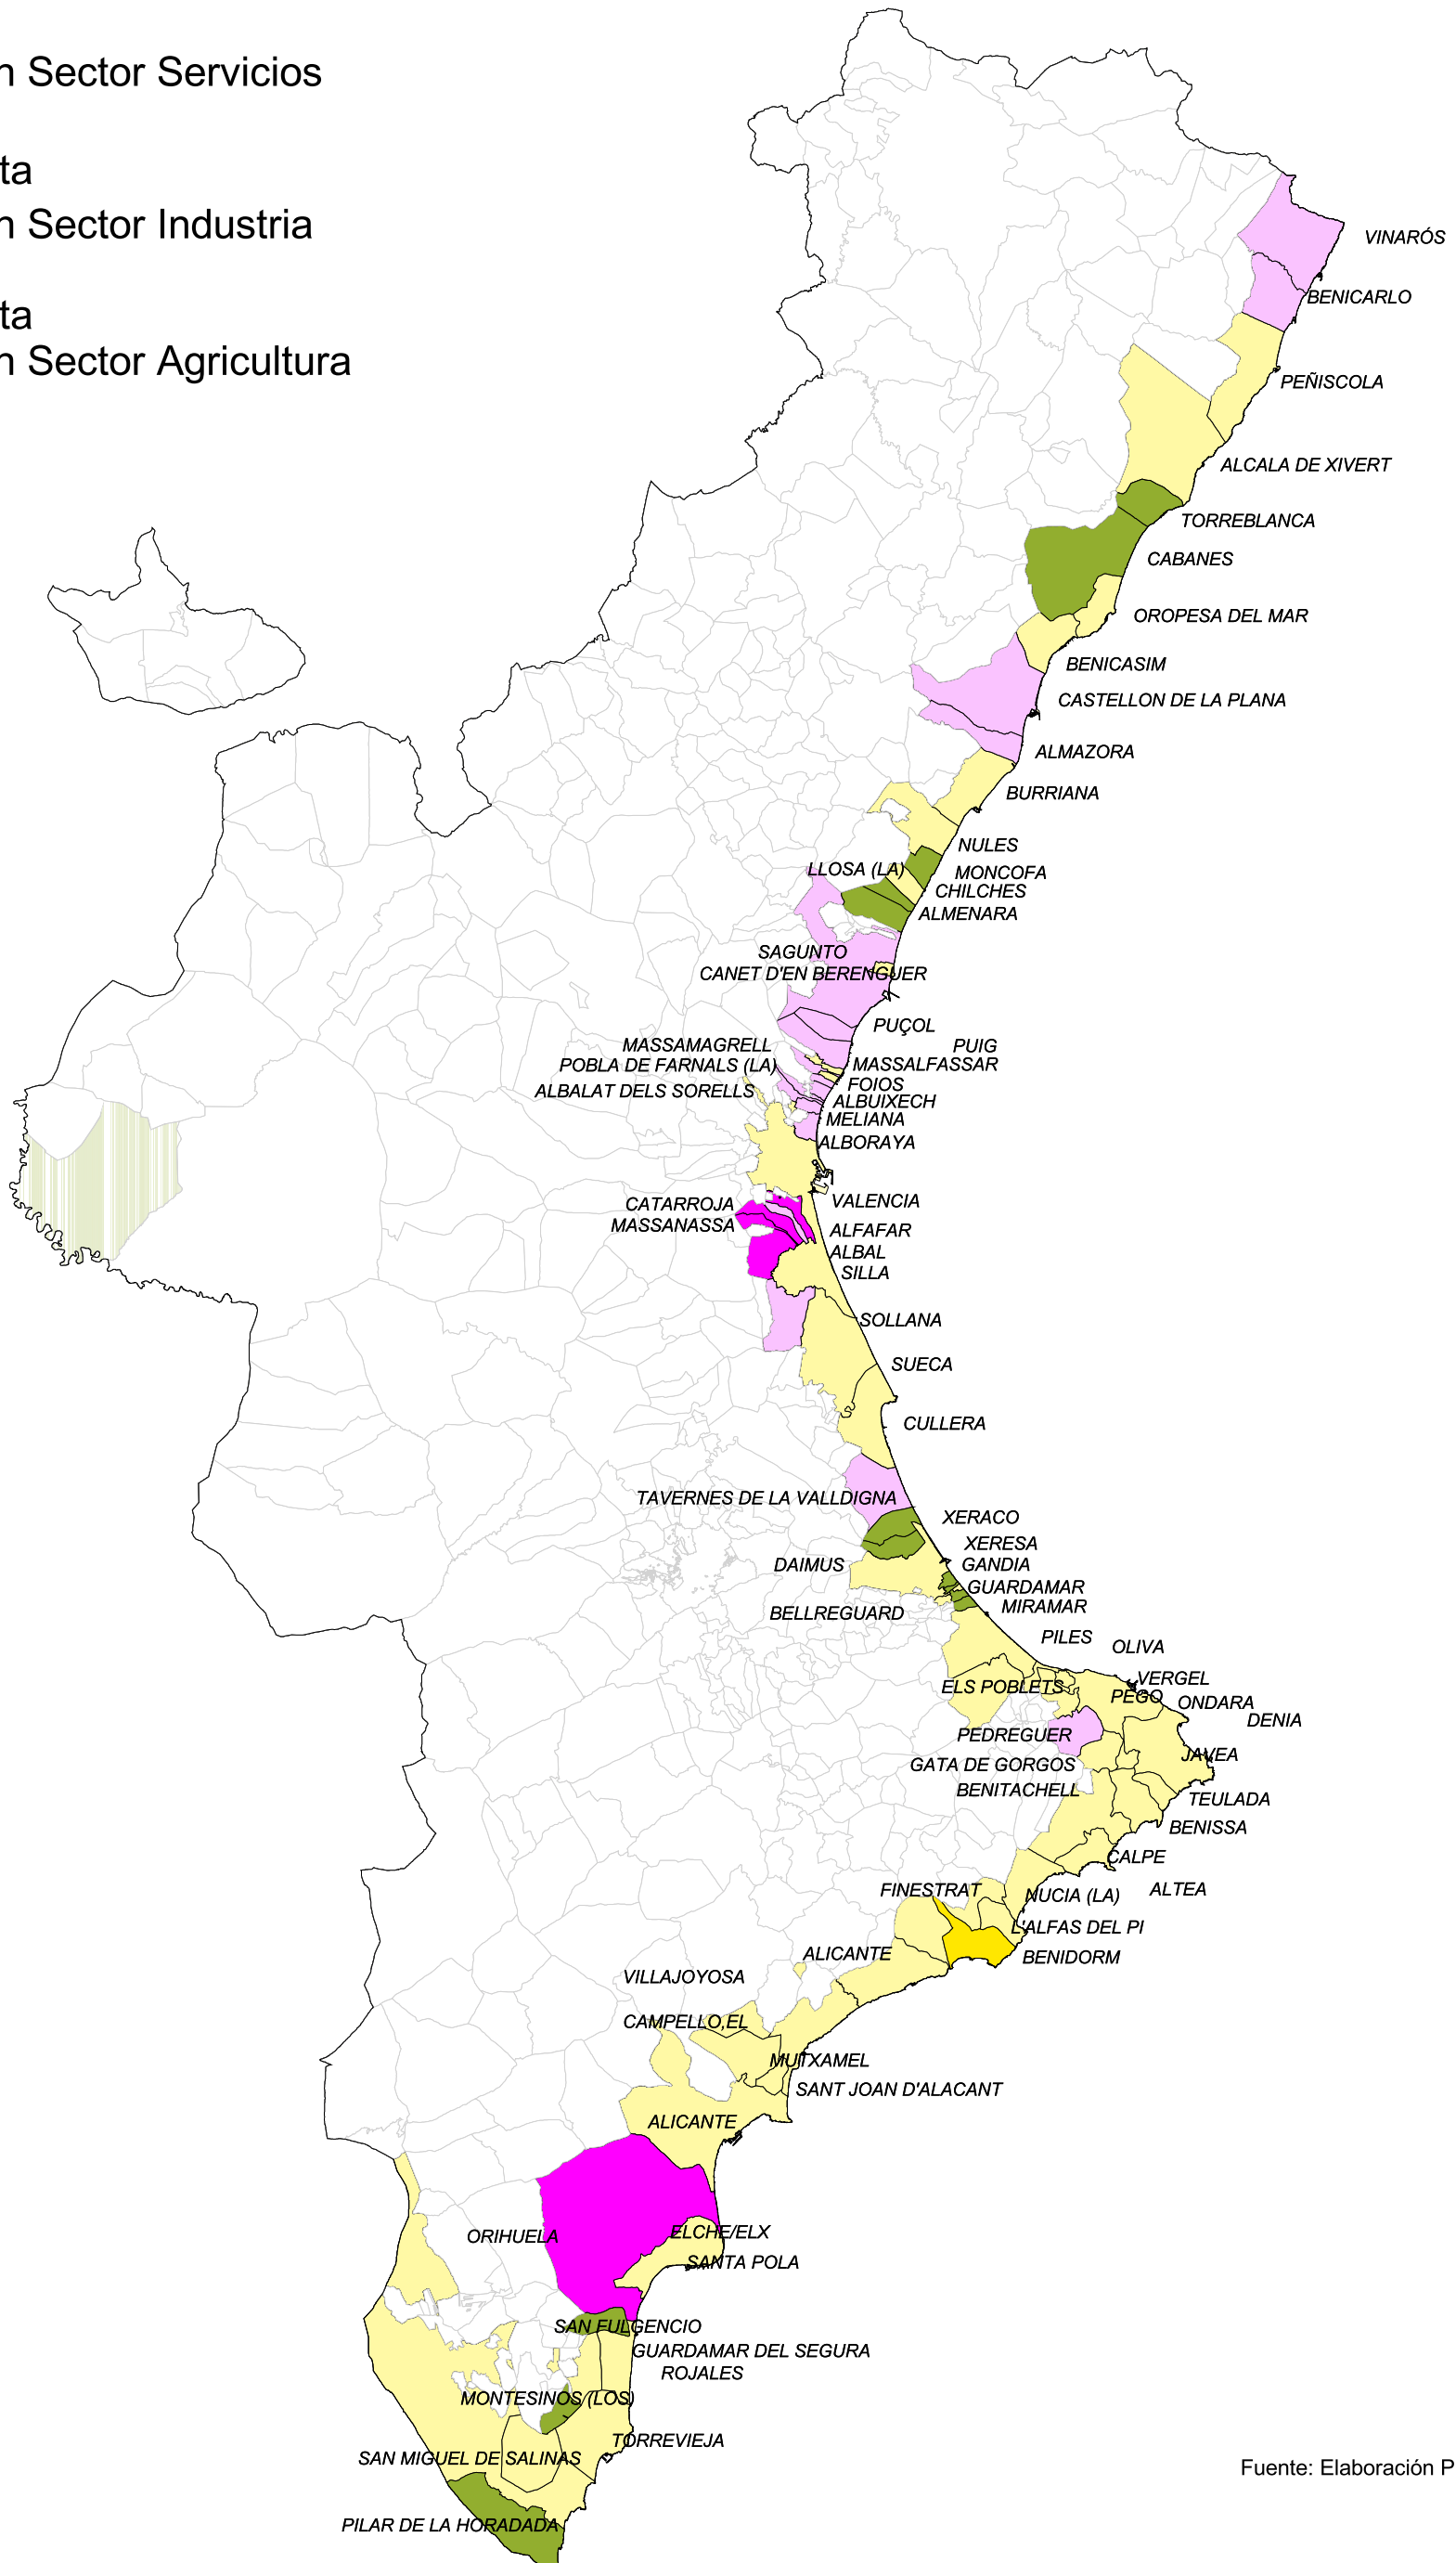 n Sector Servicios
ta
n Sector Industria
ta
n Sector Agricultura
VINARÓS
BENICARLO
PEÑISCOLA
ALCALA DE XIVERT
TORREBLANCA
CABANES
OROPESA DEL MAR
BENICASIM
CASTELLON DE LA PLANA
ALMAZORA
BURRIANA
NULES
LLOSA (LA)
MONCOFA
CHILCHES
ALMENARA
SAGUNTO
CANET D'EN BERENGUER
PUÇOL
MASSAMAGRELL
PUIG
POBLA DE FARNALS (LA)
MASSALFASSAR
FOIOS
ALBALAT DELS SORELLS
ALBUIXECH
MELIANA
ALBORAYA
CATARROJA
VALENCIA
MASSANASSA
ALFAFAR
ALBAL
SILLA
SOLLANA
SUECA
CULLERA
TAVERNES DE LA VALLDIGNA
XERACO
XERESA
DAIMUS
GANDIA
GUARDAMAR
MIRAMAR
BELLREGUARD
PILES
OLIVA
VERGEL
ELS POBLETS
PEGO
ONDARA
DENIA
PEDREGUER
JAVEA
GATA DE GORGOS
BENITACHELL
TEULADA
BENISSA
CALPE
FINESTRAT
NUCIA (LA)
ALTEA
L'ALFAS DEL PI
ALICANTE
BENIDORM
VILLAJOYOSA
CAMPELLO,EL
MUTXAMEL
SANT JOAN D'ALACANT
ALICANTE
ORIHUELA
ELCHE/ELX
SANTA POLA
SAN FULGENCIO
GUARDAMAR DEL SEGURA
ROJALES
MONTESINOS (LOS)
TORREVIEJA
SAN MIGUEL DE SALINAS
Fuente: Elaboración P
PILAR DE LA HORADADA